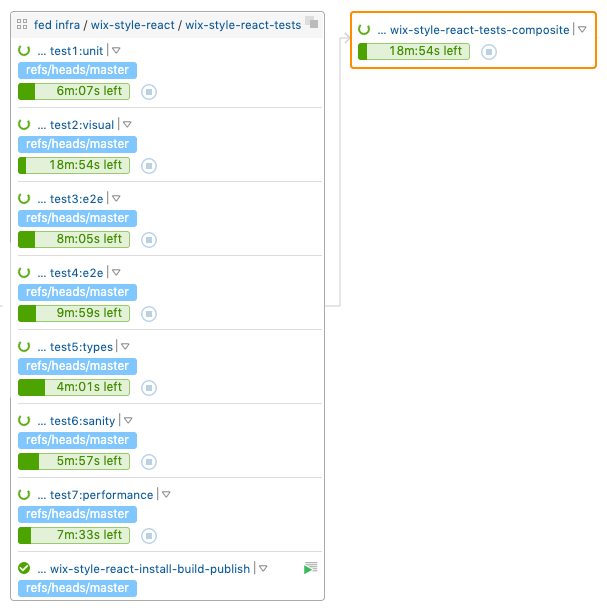 fed infra / wix-style-react / wix-style-react-tests
... test1:unit
refs/heads/master
6m:07s left
... test2:visual
refs/heads/master
18m:54s left
... test3:e2e
refs/heads/master
8m:05s left
... test4:e2e
refs/heads/master
9m:59s left
... test5:types
refs/heads/master
4m:01s left
... test6:sanity
refs/heads/master
5m:57s left
... test7:performance
refs/heads/master
7m:33s left
... wix-style-react-install-build-publish
refs/heads/master
... wix-style-react-tests-composite
18m:54s left